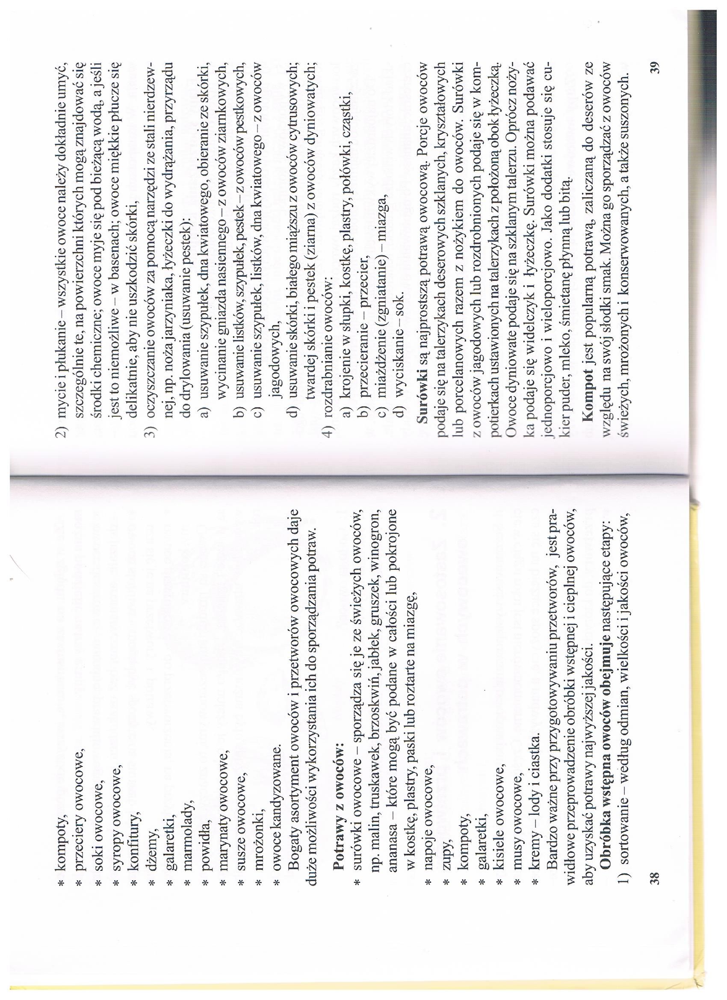 * kompoty,
* przeciery owocowe,
* soki owocowe,
* syropy owocowe,
* konfitury,
* dżemy,
* galaretki,
* marmolady,
* powidła,
* marynaty owocowe,
* susze owocowe,
* mrożonki,
* owoce kandyzowane.
Bogaty asortyment owoców i przetworów owocowych daje
duże możliwości wykorzystania ich do sporządzania potraw.
Potrawy z owoców:
* surówki owocowe – sporządza się je ze świeżych owoców,
np. malin, truskawek, brzoskwiń, jabłek, gruszek, winogron,
ananasa – które mogą być podane w całości lub pokrojone
w kostkę, plastry, paski lub roztarte na miazgę,
* napoje owocowe,
* zupy,
* kompoty,
* galaretki,
* kisiele owocowe,
* musy owocowe,
* kremy – lody i ciastka.
Bardzo ważne przy przygotowywaniu przetworów, jest pra-
widłowe przeprowadzenie obróbki wstępnej i cieplnej owoców,
aby uzyskać potrawy najwyższej jakości.
Obróbka wstępna owoców obejmuje następujące etapy:
1) sortowanie – według odmian, wielkości i jakości owoców,
38
2) mycie i płukanie – wszystkie owoce należy dokładnie umyć,
szczególnie te, na powierzchni których mogą znajdować się
środki chemiczne; owoce myje się pod bieżącą wodą, a jeśli
jest to niemożliwe – w basenach; owoce miękkie płucze się
delikatnie, aby nie uszkodzić skórki,
3) oczyszczanie owoców za pomocą narzędzi ze stali nierdzew-
nej, np. noża jarzyniaka, łyżeczki do wydrążania, przyrządu
do drylowania (usuwanie pestek):
a) usuwanie szypułek, dna kwiatowego, obieranie ze skórki,
wycinanie gniazda nasiennego – z owoców ziarnkowych,
b) usuwanie listków, szypułek, pestek – z owoców pestkowych,
c) usuwanie szypułek, listków, dna kwiatowego – z owoców
jagodowych,
d) usuwanie skórki, białego miąższu z owoców cytrusowych;
twardej skórki i pestek (ziarna) z owoców dyniowatych;
4) rozdrabnianie owoców:
a) krojenie w słupki, kostkę, plastry, połówki, cząstki,
b) przecieranie – przecier,
c) miażdżenie (zgniatanie) – miazga,
d) wyciskanie – sok.
Surówki są najprostszą potrawą owocową. Porcje owoców
podaje się na talerzykach deserowych szklanych, kryształowych
lub porcelanowych razem z nożykiem do owoców. Surówki
z owoców jagodowych lub rozdrobnionych podaje się w kom-
potierkach ustawionych na talerzykach z położoną obok łyżeczką.
Owoce dyniowate podaje się na szklanym talerzu. Oprócz noży-
ka podaje się widelczyk i łyżeczkę. Surówki można podawać
jednoporcjowo i wieloporcjowo. Jako dodatki stosuje się cu-
kier puder, mleko, śmietanę płynną lub bitą.
Kompot jest popularną potrawą, zaliczaną do deserów ze
względu na swój słodki smak. Można go sporządzać z owoców
świeżych, mrożonych i konserwowanych, a także suszonych.
39